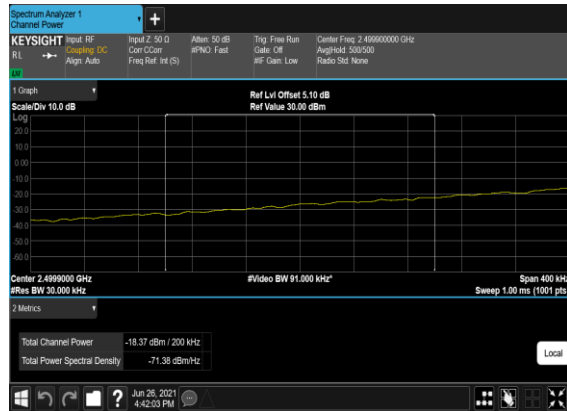 Spectrum Analyzer 1
Channel Power
+
KEYSIGHT Input: RF
RL Coupling: DC
Align: Auto
Input Z: 50 Ω
Corr CCorr
Freq Ref: Int (S)
Atten: 50 dB
#PNO: Fast
Trig: Free Run
Gate: Off
#IF Gain: Low
Center Freq: 2.499900000 GHz
Avg|Hold: 500/500
Radio Std: None
1 Graph
Scale/Div 10.0 dB
Ref Lvl Offset 5.10 dB
Ref Value 30.00 dBm
Log
20.0
10.0
0.00
-10.0
-20.0
-30.0
-40.0
-50.0
-60.0
Center 2.4999000 GHz
#Res BW 30.000 kHz
#Video BW 91.000 kHz*
Span 400 kHz
Sweep 1.00 ms (1001 pts
2 Metrics
Total Channel Power -18.37 dBm / 200 kHz
Total Power Spectral Density -71.38 dBm/Hz
Local
? Jun 26, 2021
4:42:03 PM